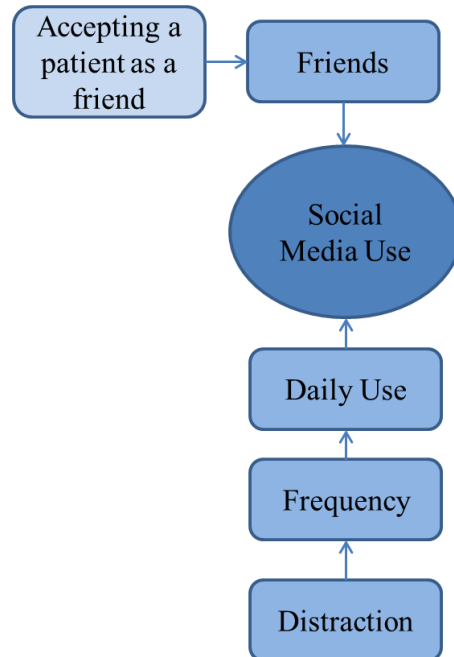 Accepting a
patient as a
friend
Friends
Social
Media Use
Daily Use
Frequency
Distraction